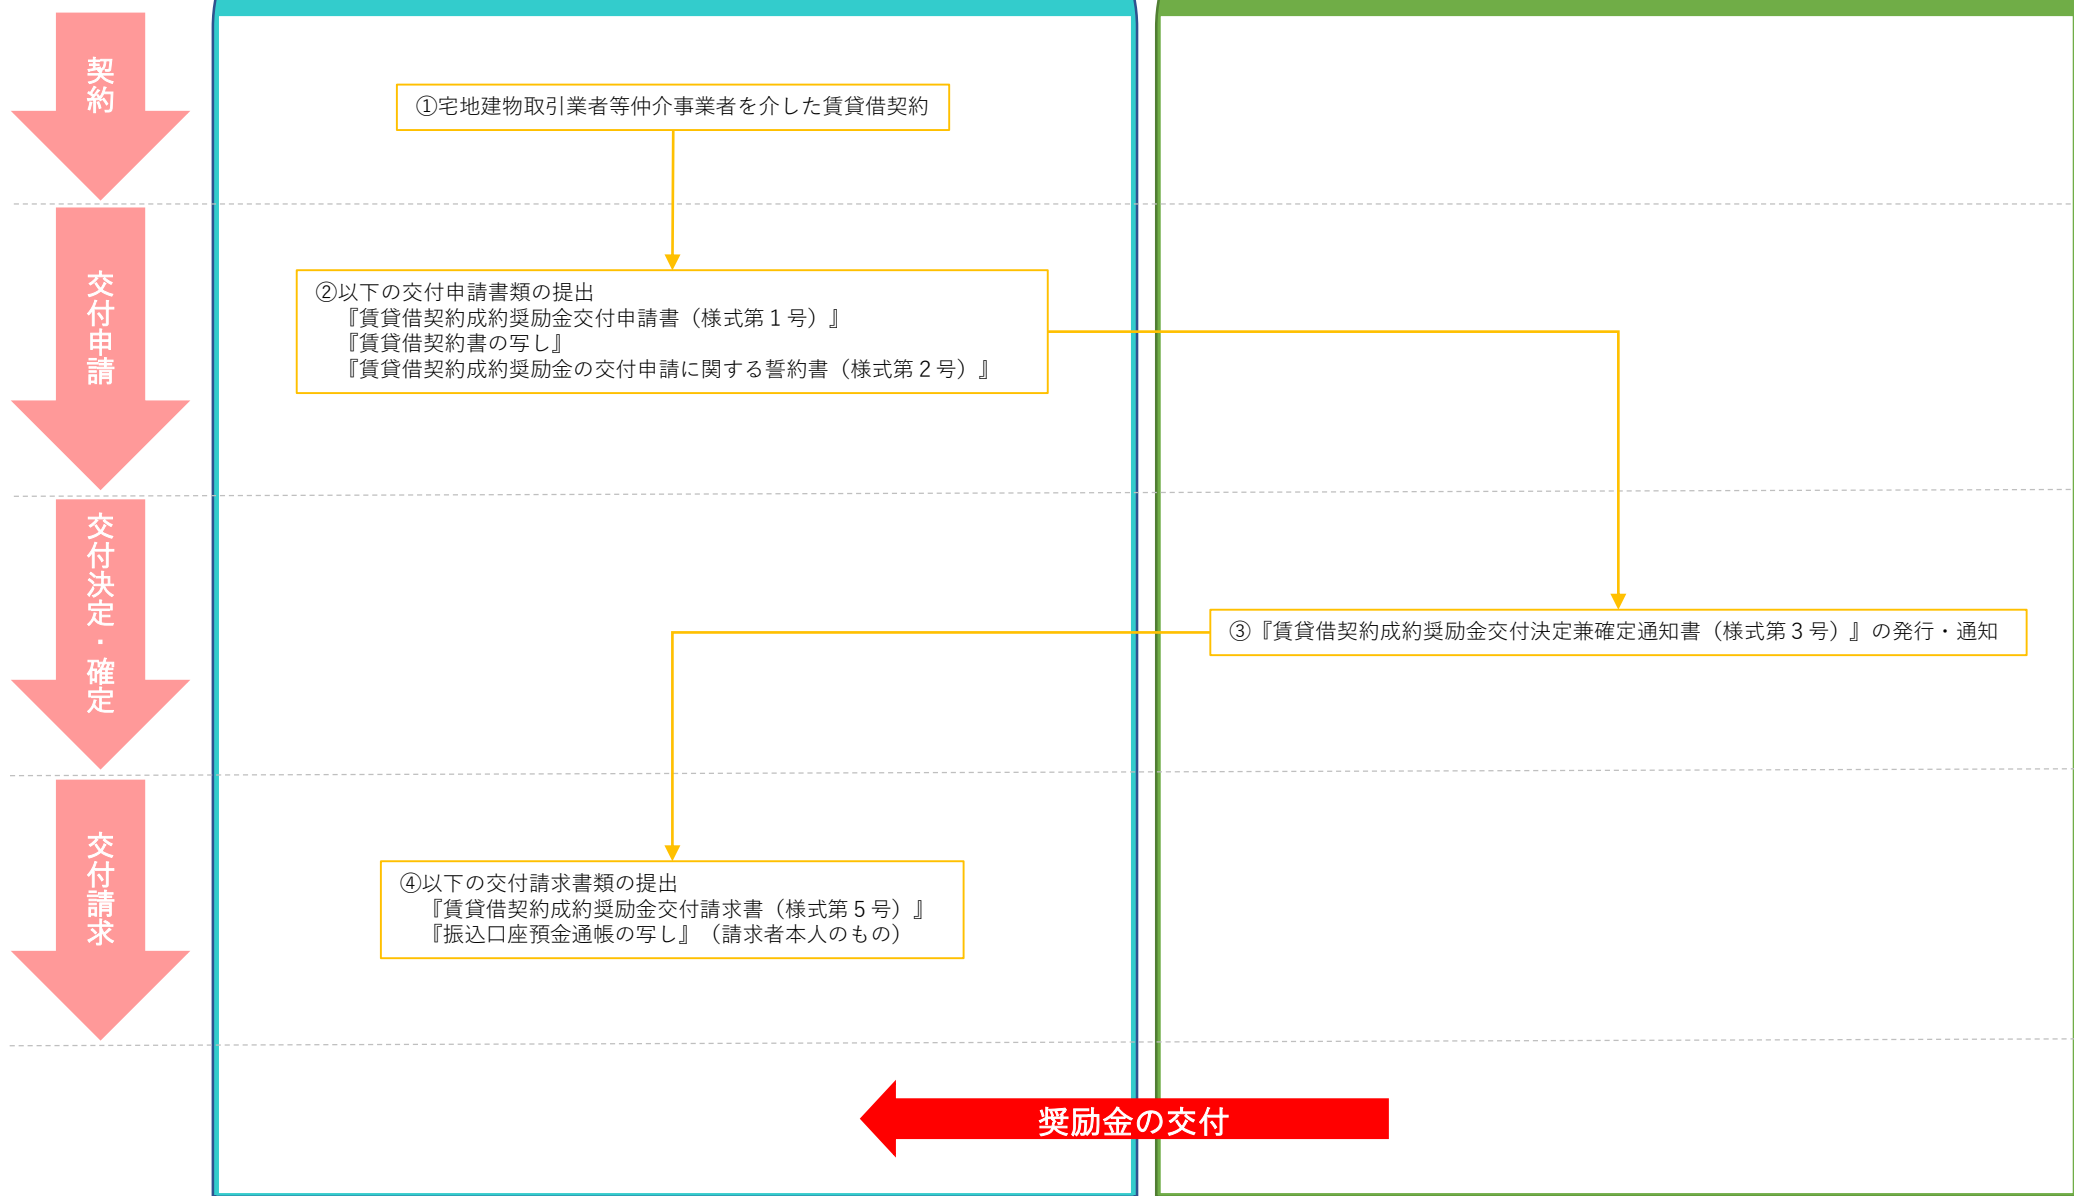 契約
①宅地建物取引業者等仲介事業者を介した賃貸借契約
交付申請
②以下の交付申請書類の提出
『賃貸借契約成約奨励金交付申請書（様式第１号）』
『賃貸借契約書の写し』
『賃貸借契約成約奨励金の交付申請に関する誓約書（様式第２号）』
交付決定・確定
③『賃貸借契約成約奨励金交付決定兼確定通知書（様式第３号）』の発行・通知
交付請求
④以下の交付請求書類の提出
『賃貸借契約成約奨励金交付請求書（様式第５号）』
『振込口座預金通帳の写し』（請求者本人のもの）
奨励金の交付